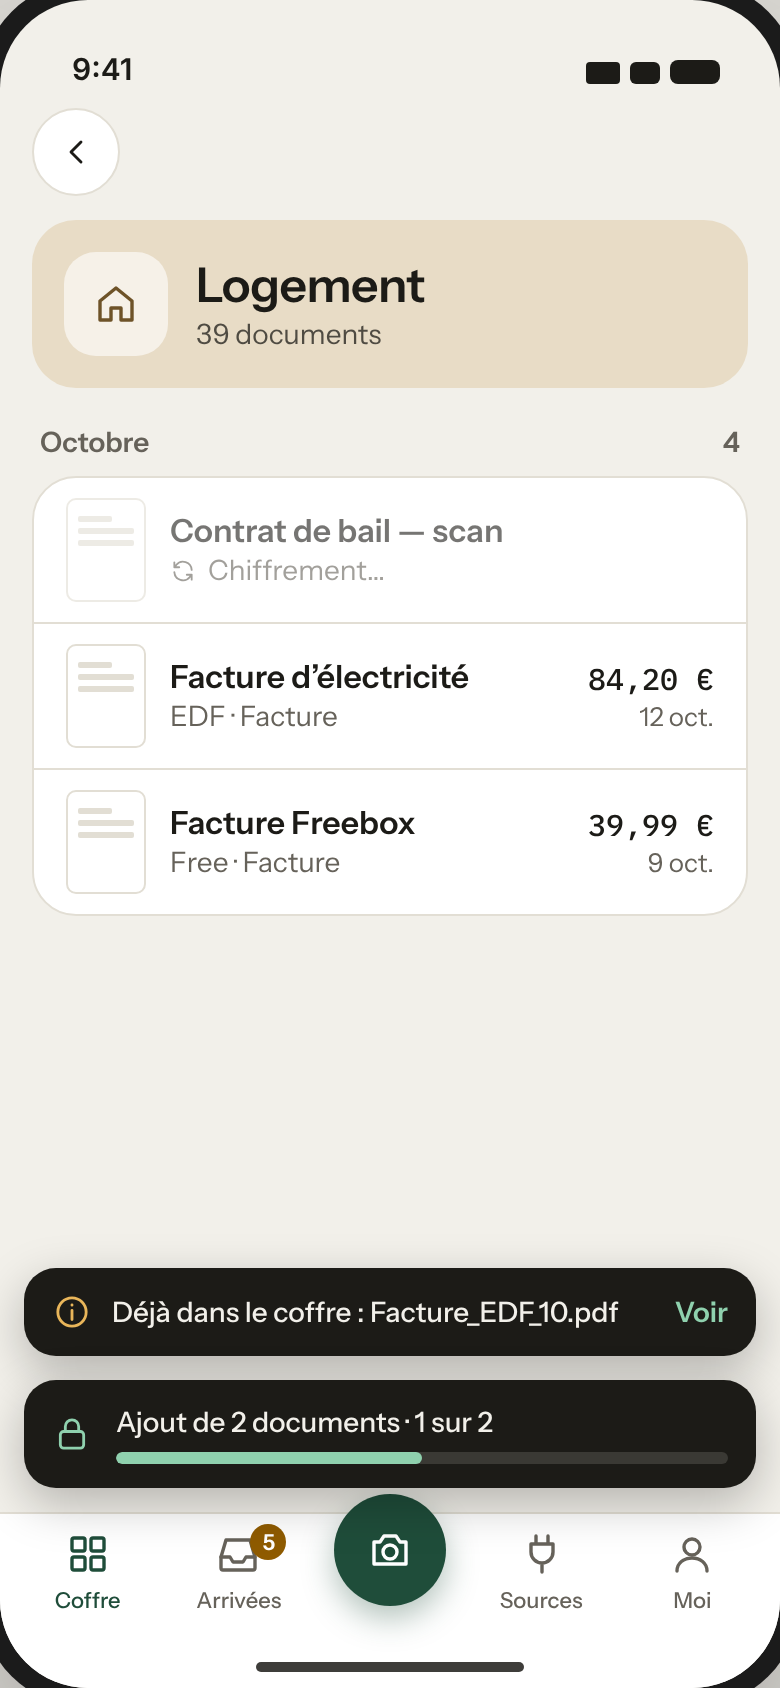 9:41
Logement
39 documents
Octobre 4
Contrat de bail — scan
Chiffrement…
Facture d’électricité 84,20 €
EDF · Facture 12 oct.
Facture Freebox 39,99 €
Free · Facture 9 oct.
Déjà dans le coffre : Facture_EDF_10.pdf Voir
Ajout de 2 documents · 1 sur 2
5
Coffre Arrivées Sources Moi